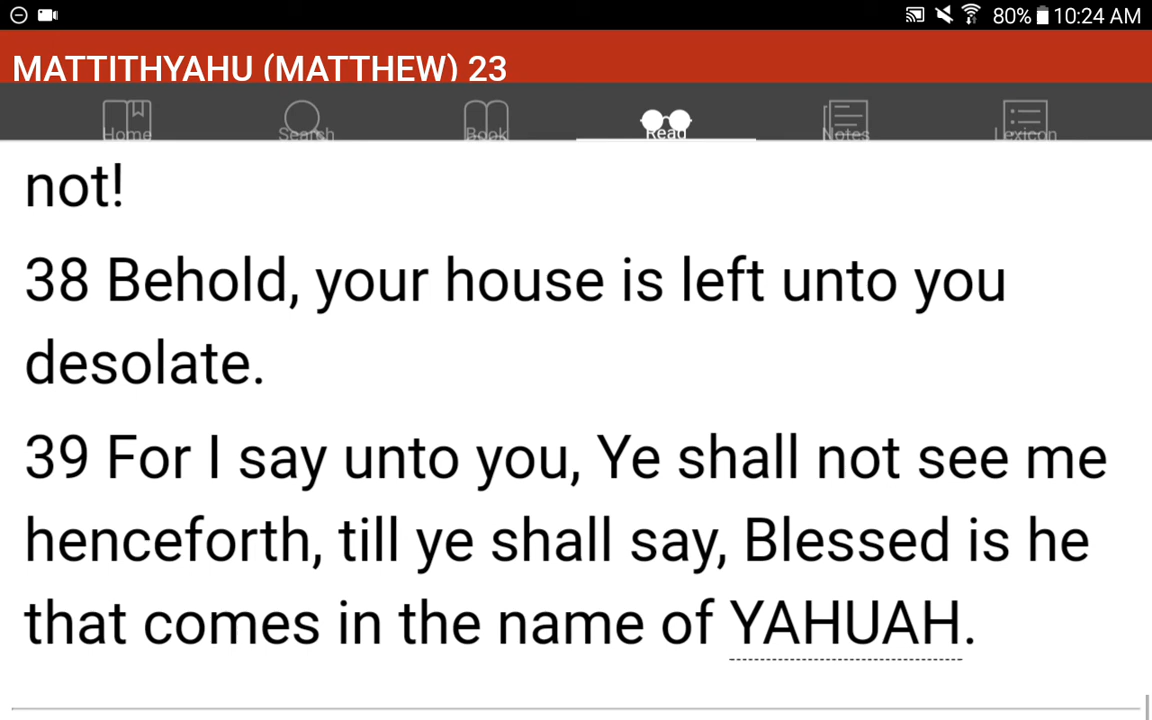 80% 10:24 AM
MATTITHYAHU (MATTHEW) 23
Home Search Book Read Notes Lexicon
not!
38 Behold, your house is left unto you
desolate.
39 For I say unto you, Ye shall not see me
henceforth, till ye shall say, Blessed is he
that comes in the name of YAHUAH.